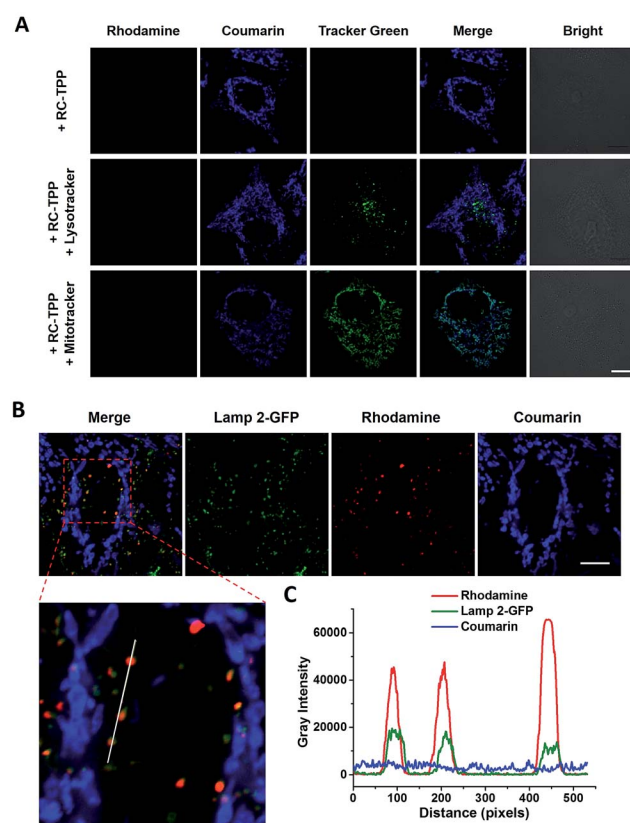 A
Rhodamine Coumarin Tracker Green Merge Bright
+ RC-TPP
+ RC-TPP
+ Lysotracker
+ RC-TPP
+ Mitotracker
B
Merge Lamp 2-GFP Rhodamine Coumarin
C
Rhodamine
Lamp 2-GFP
Coumarin
Gray Intensity
60000
40000
20000
0
0 100 200 300 400 500
Distance (pixels)